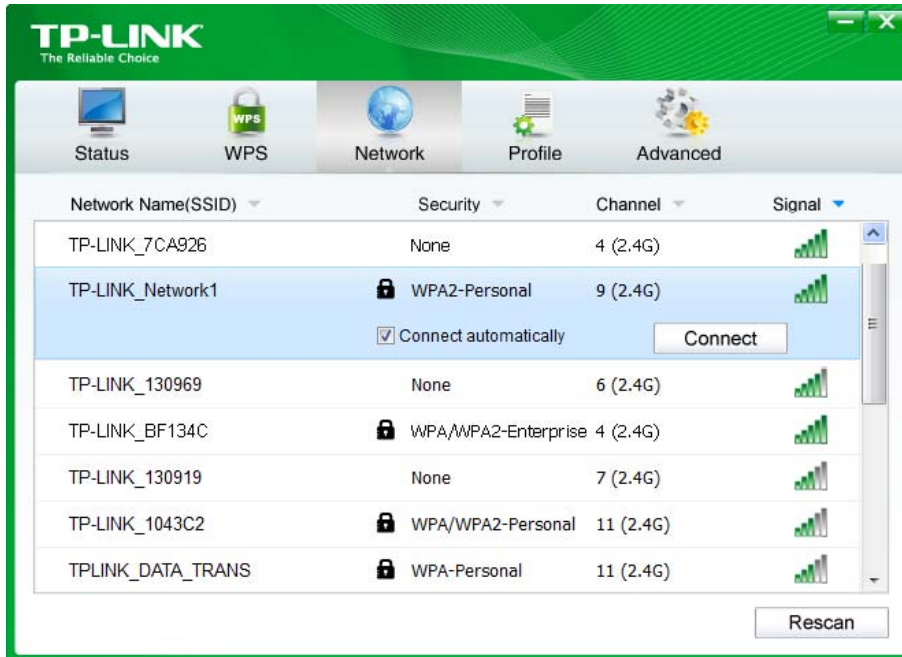 TP-LINK
The Reliable Choice
WPS
Status WPS Network Profile Advanced
Network Name(SSID) Security Channel Signal
TP-LINK_7CA926 None 4 (2.4G)
TP-LINK_Network1 WPA2-Personal 9 (2.4G)
Connect automatically Connect
TP-LINK_130969 None 6 (2.4G)
TP-LINK_BF134C WPA/WPA2-Enterprise 4 (2.4G)
TP-LINK_130919 None 7 (2.4G)
TP-LINK_1043C2 WPA/WPA2-Personal 11 (2.4G)
TPLINK_DATA_TRANS WPA-Personal 11 (2.4G)
Rescan